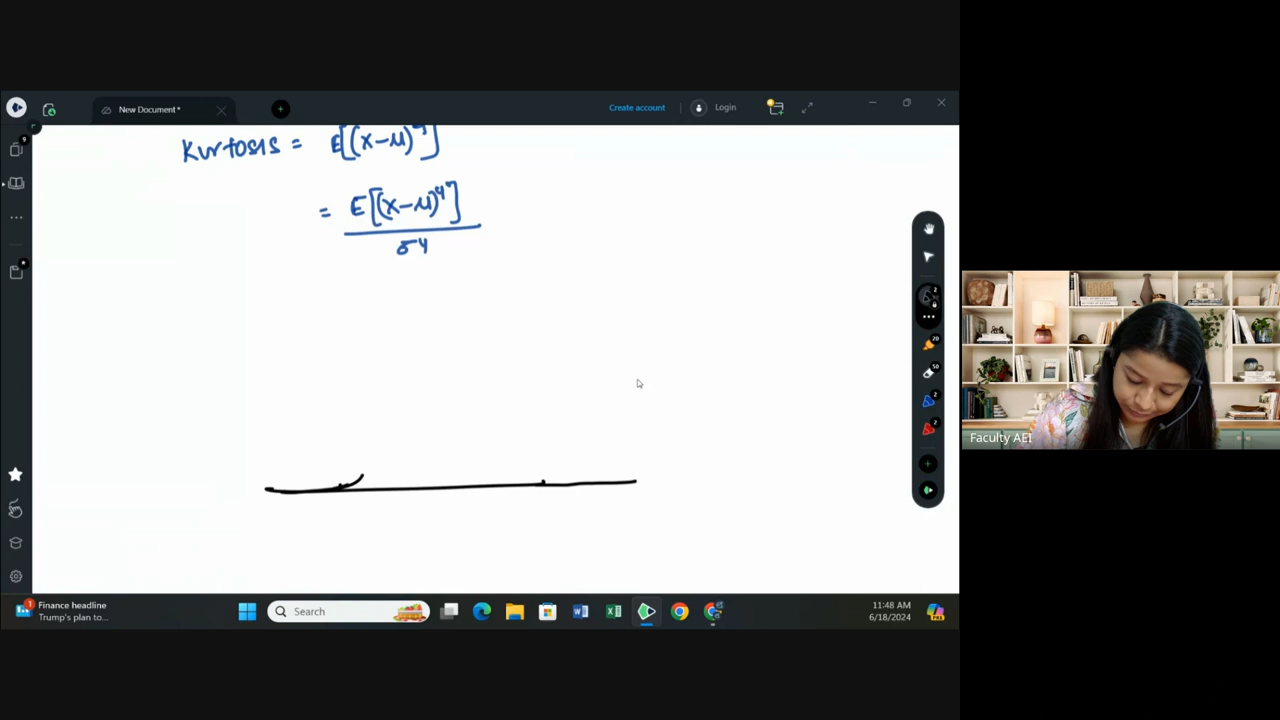 New Document*
Create account
Login
Kurtosis = E[(x-μ)⁴]
= E[(x-μ)⁴]
σ⁴
Faculty AEI
Finance headline
Trump's plan to...
Search
11:48 AM
6/18/2024